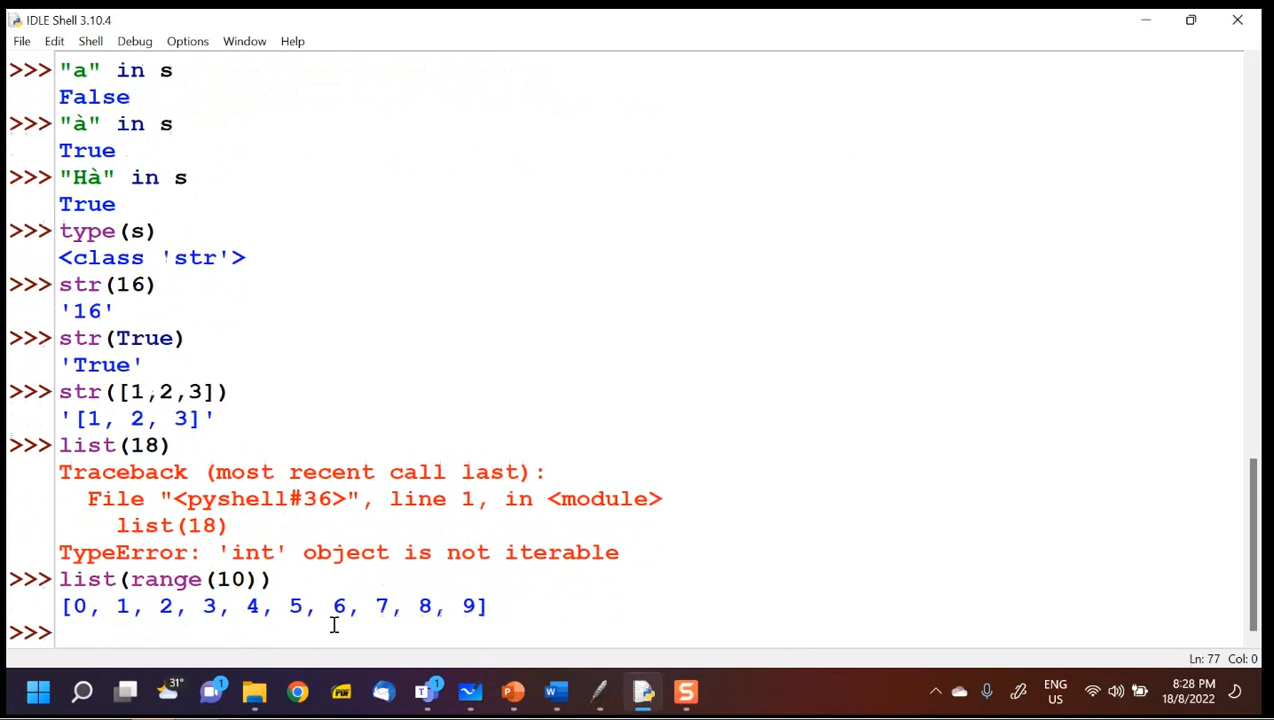 IDLE Shell 3.10.4
File Edit Shell Debug Options Window Help
>>> "a" in s
False
>>> "à" in s
True
>>> "Hà" in s
True
>>> type(s)
<class 'str'>
>>> str(16)
'16'
>>> str(True)
'True'
>>> str([1,2,3])
'[1, 2, 3]'
>>> list(18)
Traceback (most recent call last):
File "<pyshell#36>", line 1, in <module>
list(18)
TypeError: 'int' object is not iterable
>>> list(range(10))
[0, 1, 2, 3, 4, 5, 6, 7, 8, 9]
>>>
Ln: 77 Col: 0
31° 1 PDF 1 T W P S ENG US 8:28 PM 18/8/2022